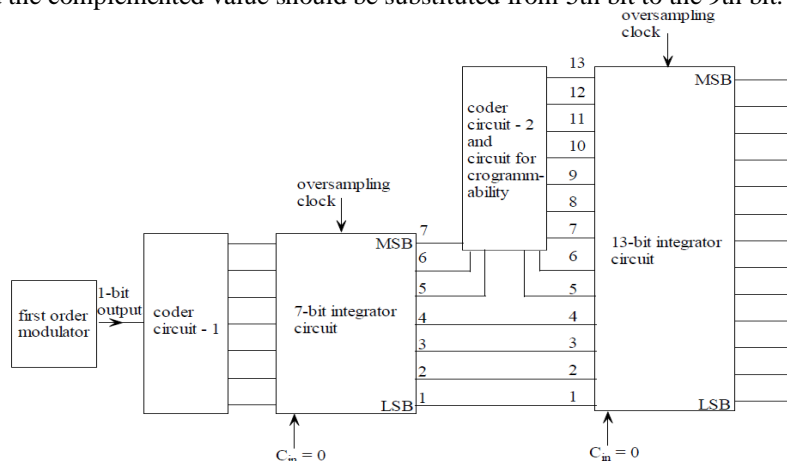 the complemented value should be substituted from 5th bit to the 9th bit.
oversampling
clock
13
12
11
10
9
8
7
6
5
4
3
2
1
MSB
coder
circuit - 2
and
circuit for
crogramm-
ability
oversampling
clock
7
MSB
6
5
4
3
2
1
LSB
13-bit integrator
circuit
7-bit integrator
circuit
1-bit
output
first order
modulator
coder
circuit - 1
LSB
Cin = 0
Cin = 0